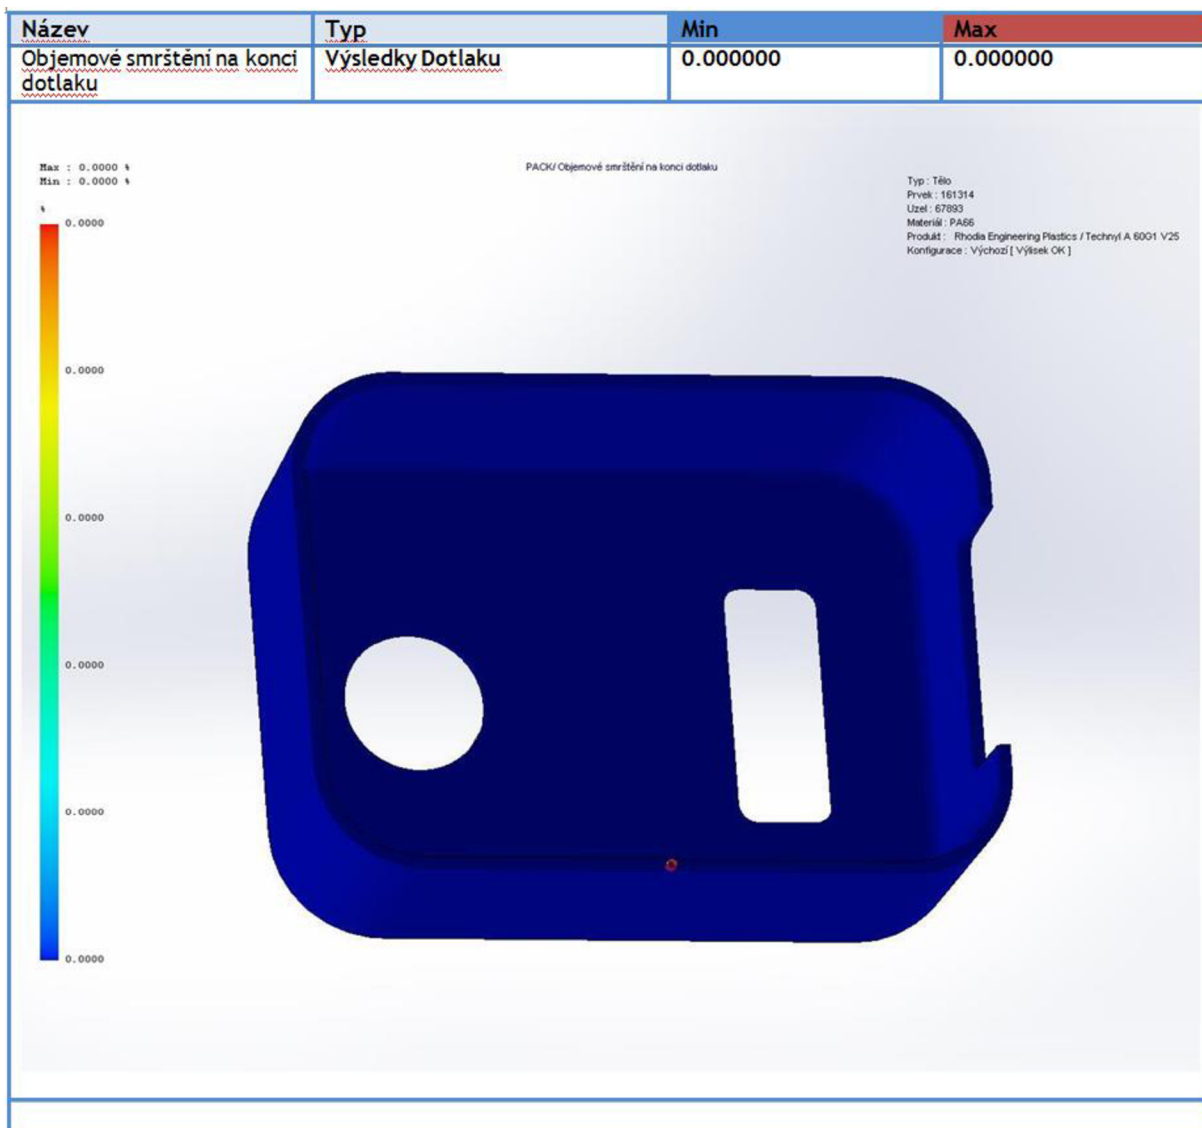 Název Typ Min Max
Objemové smrštění na konci Výsledky Dotlaku 0.000000 0.000000
dotlaku
Max : 0.0000 %
Min : 0.0000 %
PACK/ Objemové smrštění na konci dotlaku
Typ : Tělo
Prvek : 161314
Uzel : 67893
Materiál : PA66
Produkt : Rhodia Engineering Plastics / Technyl A 60G1 V25
Konfigurace : Výchozí [ Výlisek OK ]
%
0.0000
0.0000
0.0000
0.0000
0.0000
0.0000